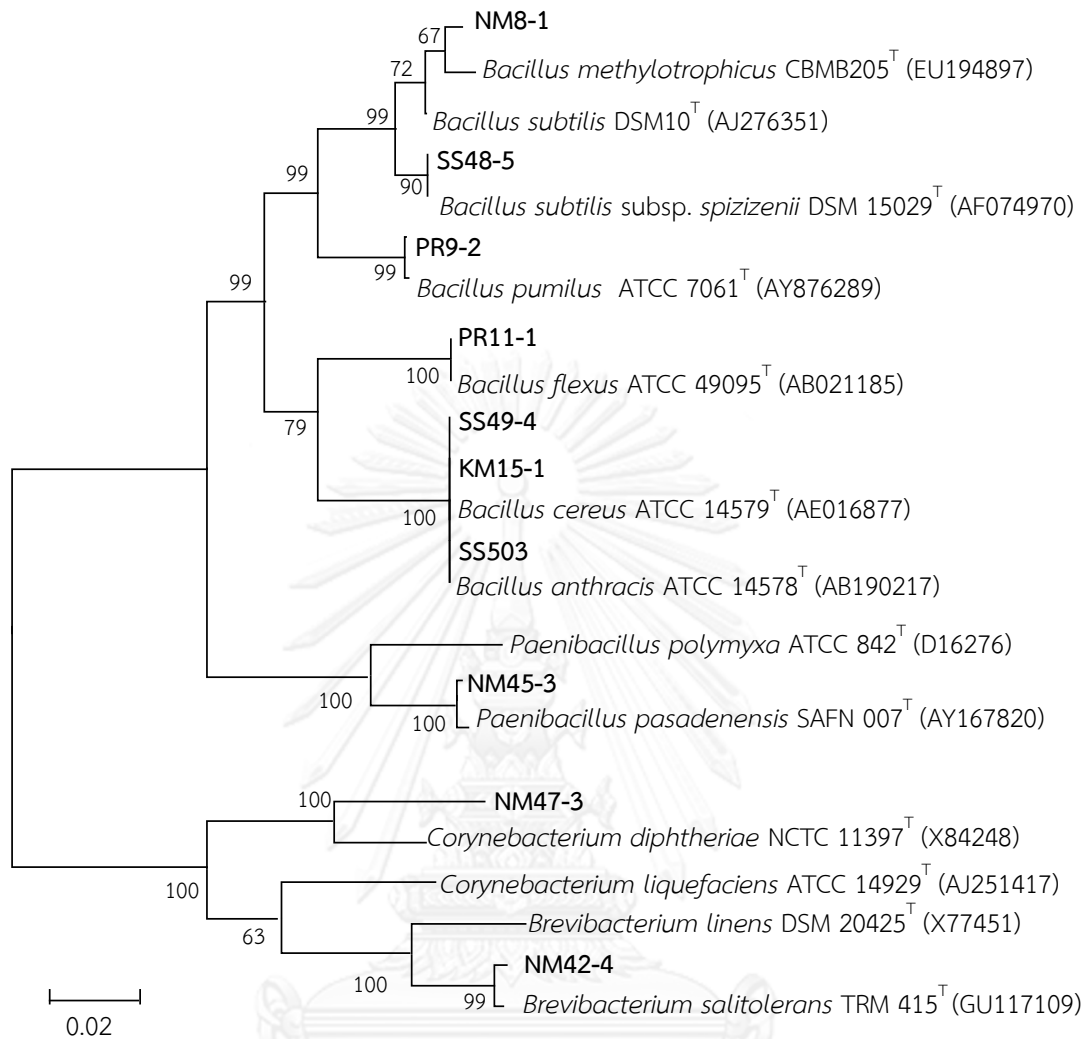 NM8-1
67
Bacillus methylotrophicus CBMB205T (EU194897)
72
Bacillus subtilis DSM10T (AJ276351)
99
SS48-5
90
Bacillus subtilis subsp. spizizenii DSM 15029T (AF074970)
99
PR9-2
99
Bacillus pumilus ATCC 7061T (AY876289)
99
PR11-1
100
Bacillus flexus ATCC 49095T (AB021185)
79
SS49-4
KM15-1
100
Bacillus cereus ATCC 14579T (AE016877)
SS503
Bacillus anthracis ATCC 14578T (AB190217)
Paenibacillus polymyxa ATCC 842T (D16276)
100
NM45-3
100
Paenibacillus pasadenensis SAFN 007T (AY167820)
100
NM47-3
Corynebacterium diphtheriae NCTC 11397T (X84248)
100
Corynebacterium liquefaciens ATCC 14929T (AJ251417)
63
Brevibacterium linens DSM 20425T (X77451)
100
NM42-4
99
Brevibacterium salitolerans TRM 415T (GU117109)
0.02